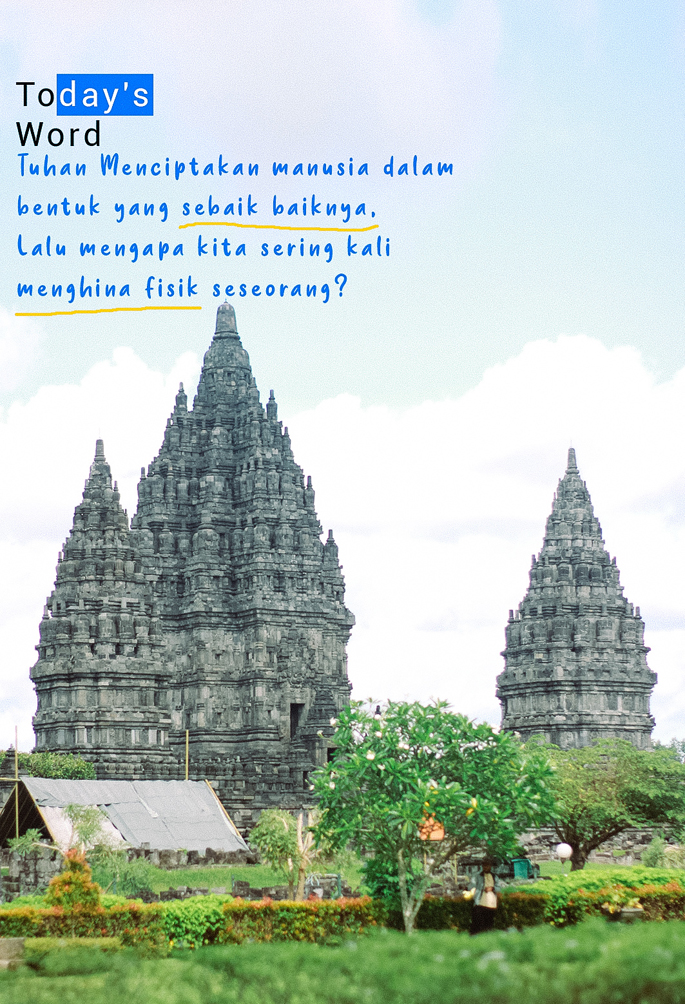 Today's
Word
Tuhan Menciptakan manusia dalam
bentuk yang sebaik baiknya,
Lalu mengapa kita sering kali
menghina fisik seseorang?